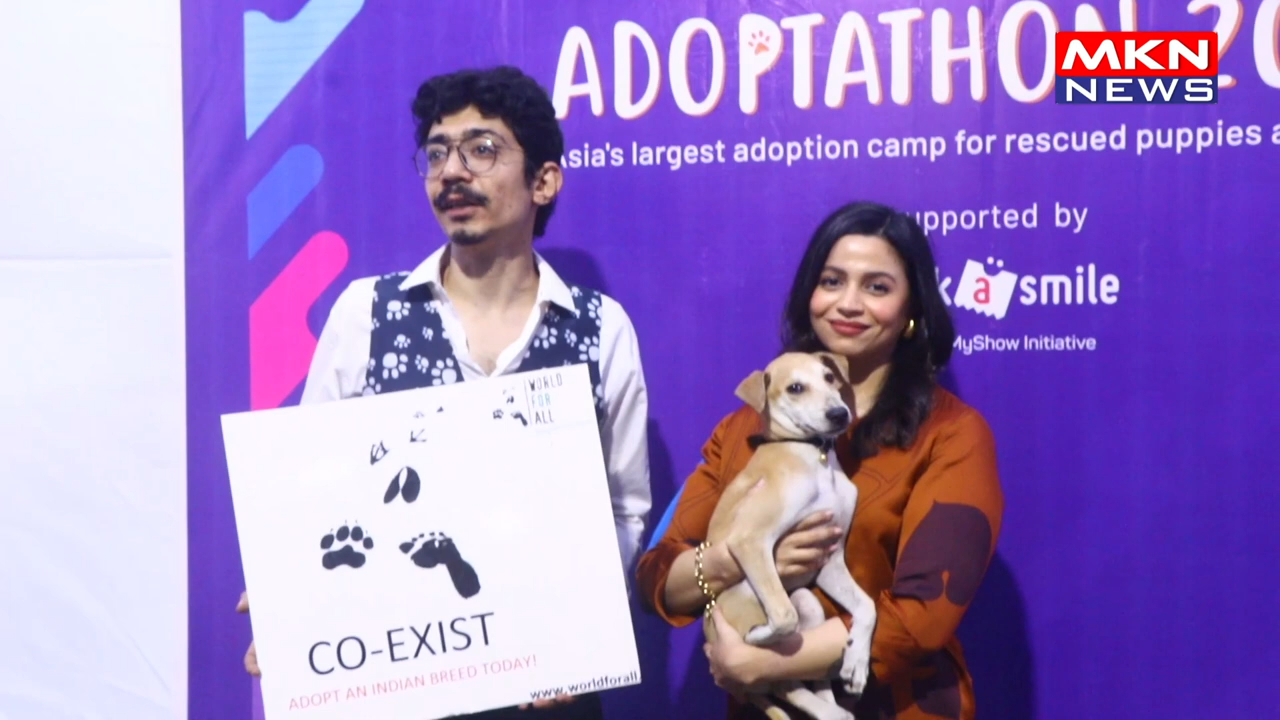 ADOPTATHON 20
MKN
NEWS
Asia's largest adoption camp for rescued puppies
supported by
a smile
MyShow Initiative
WORLD
FOR
ALL
CO-EXIST
ADOPT AN INDIAN BREED TODAY!
www.worldforall